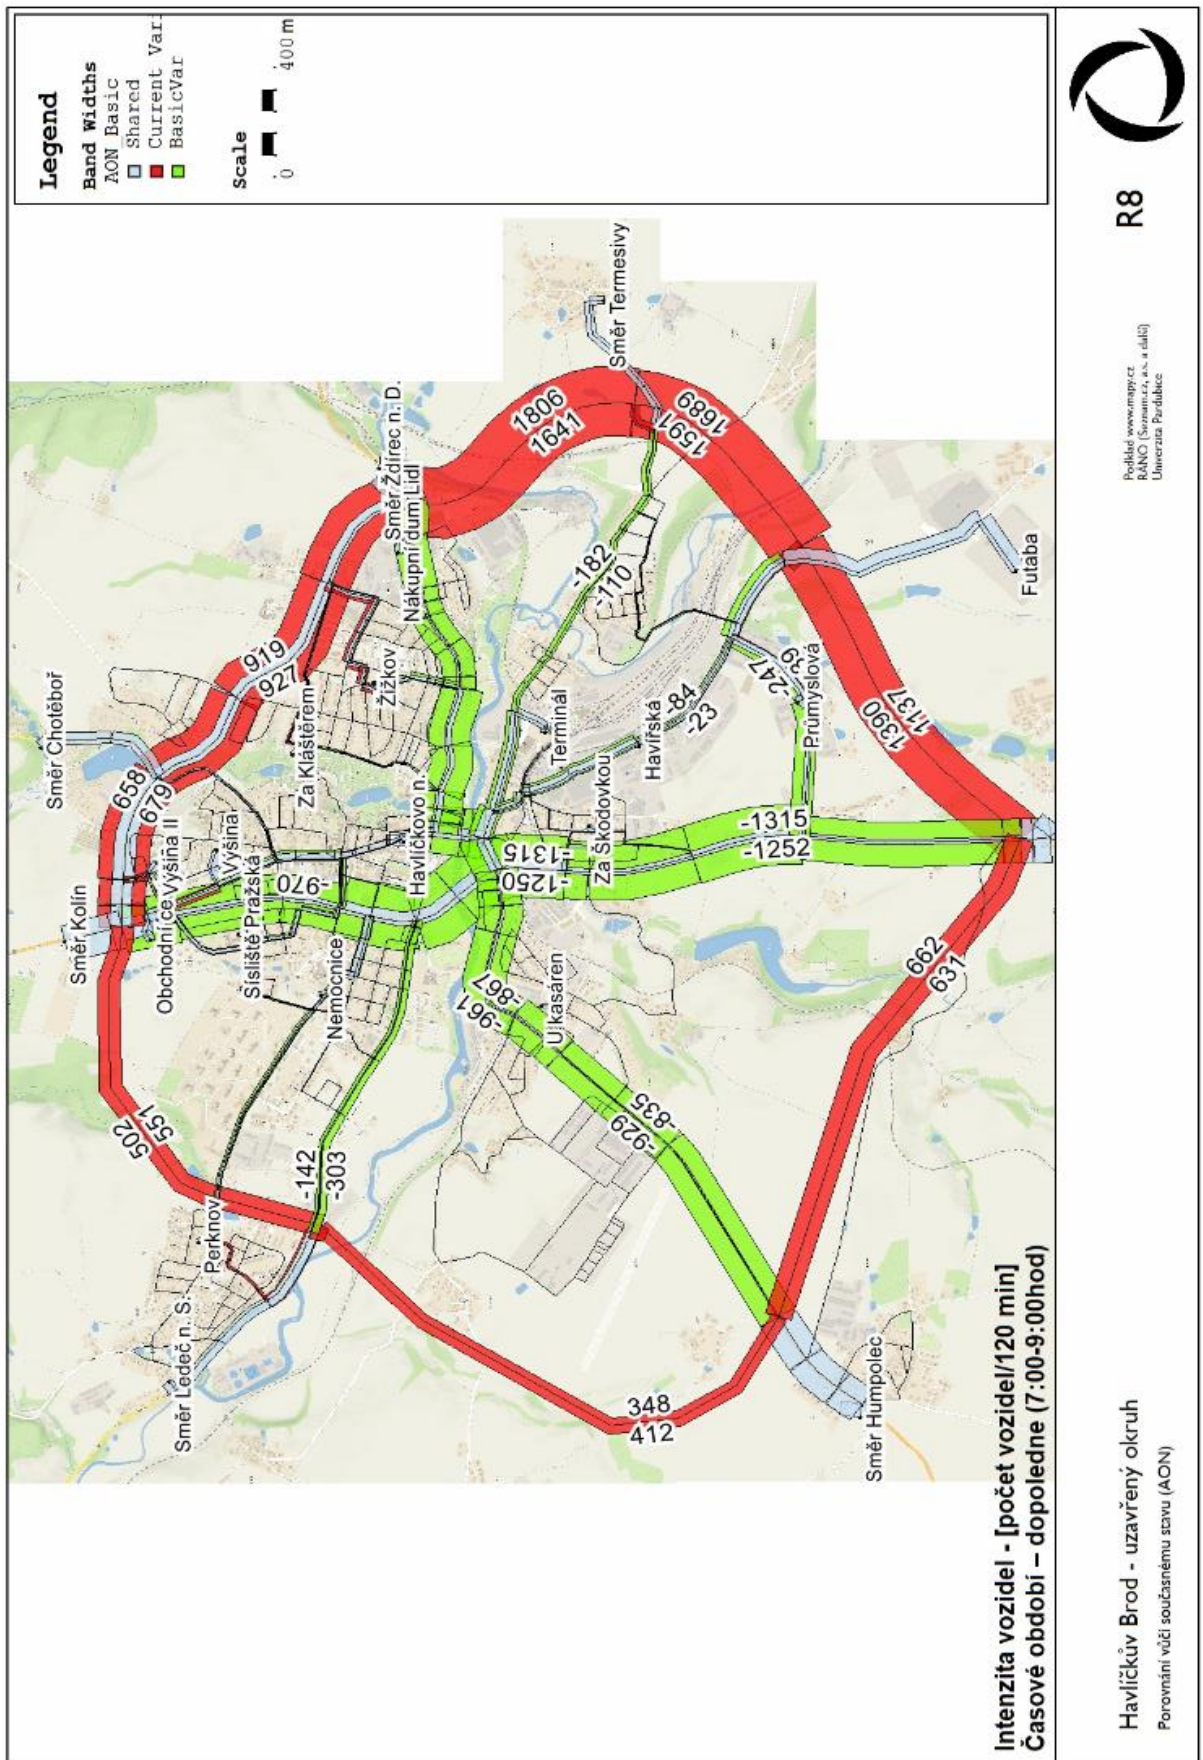 Legend
Band Widths
AON_Basic
Shared
Current Vari
BasicVar
Scale
0
400 m
Směr Kolín
Směr Chotěboř
658
679
Obchodní ce
Výšina II
Výšina
Sísliště Pražská
-970
919
927
Za Klášterem
Žižkov
Směr Ždírec n. D.
Nákupní dum Lidl
1806
1641
Směr Termesivy
1591
1689
502
551
Perknov
Směr Ledeč n. S.
-142
-303
Nemocnice
Havlíčkovo n.
-182
-110
Terminál
Havířská
-84
-23
-247
-39
Průmyslová
Futaba
1390
1137
-1315
-1250
Za Škodovkou
-1315
-1252
-961
-867
U kasáren
-929
-835
662
631
348
412
Směr Humpolec
Intenzita vozidel - [počet vozidel/120 min]
Časové období – dopoledne (7:00-9:00hod)
Havlíčkův Brod - uzavřený okruh
Porovnání vůči současnému stavu (AON)
Podklad www.mapy.cz
RANO (Seznam.cz, a.s. a další)
Univerzita Pardubice
R8